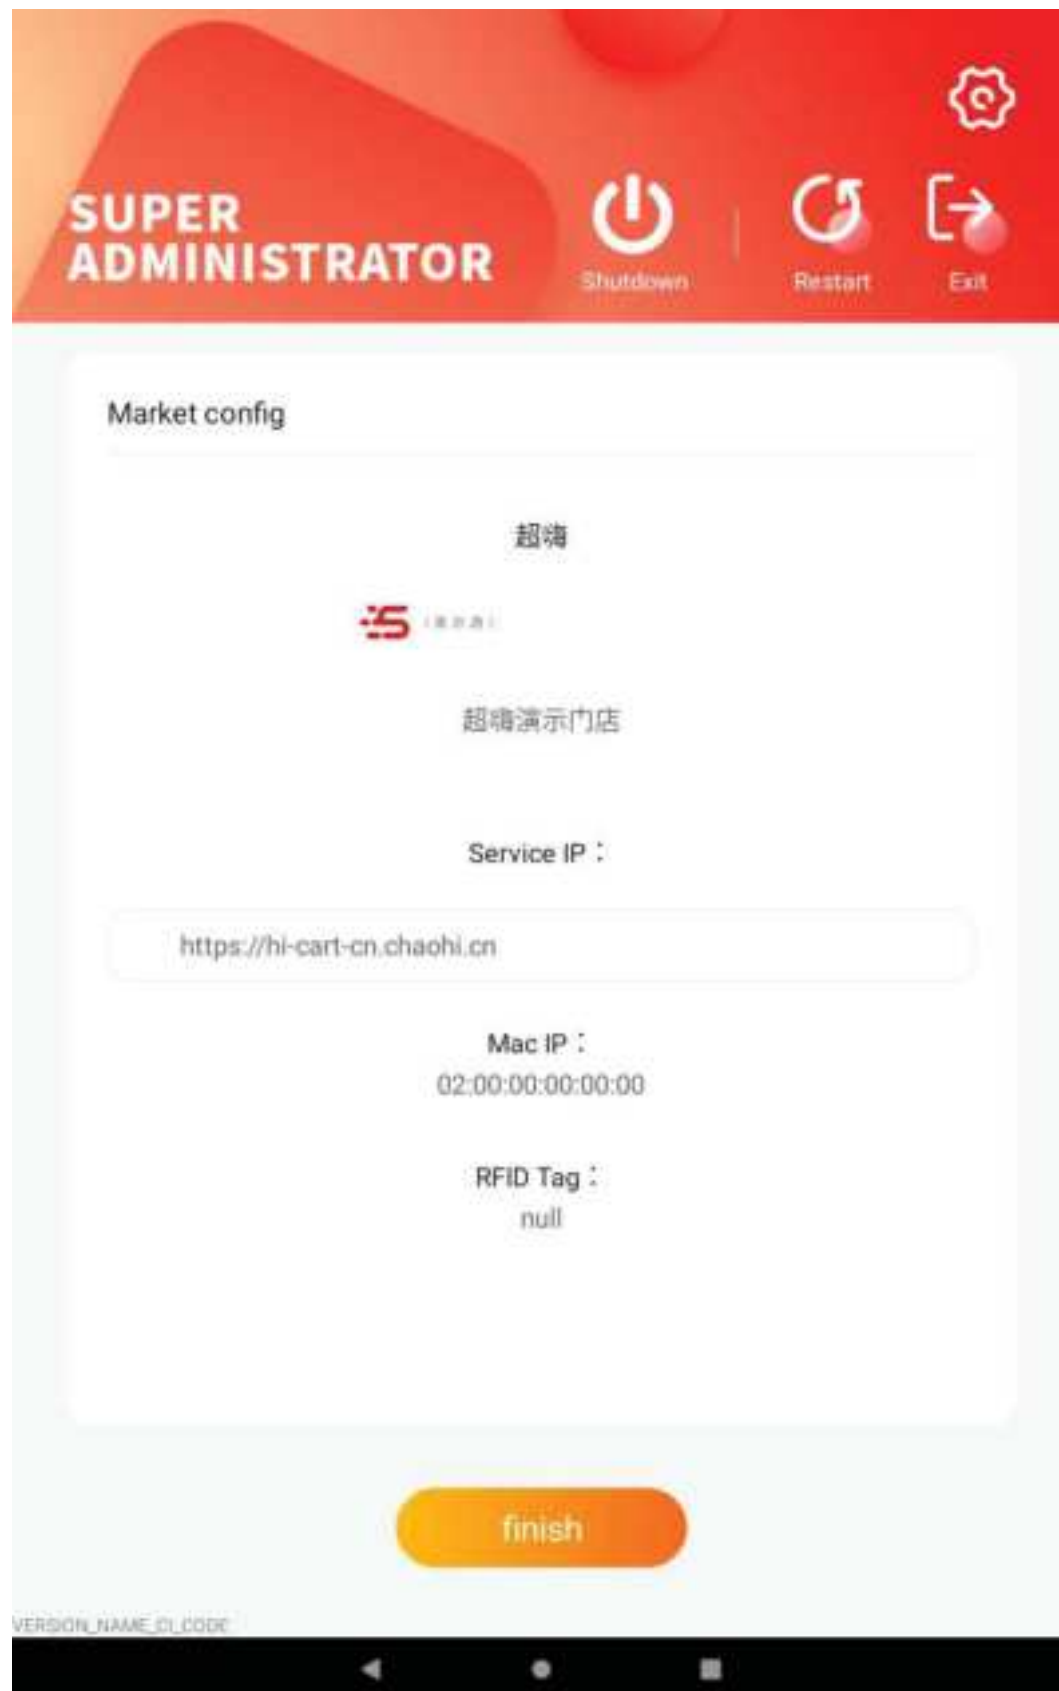 SUPER
ADMINISTRATOR
Shutdown
Restart
Exit
Market config
超嗨
超嗨演示门店
Service IP：
https://hi-cart-cn.chaohi.cn
Mac IP：
02:00:00:00:00:00
RFID Tag：
null
finish
VERSION_NAME_CI_CODE